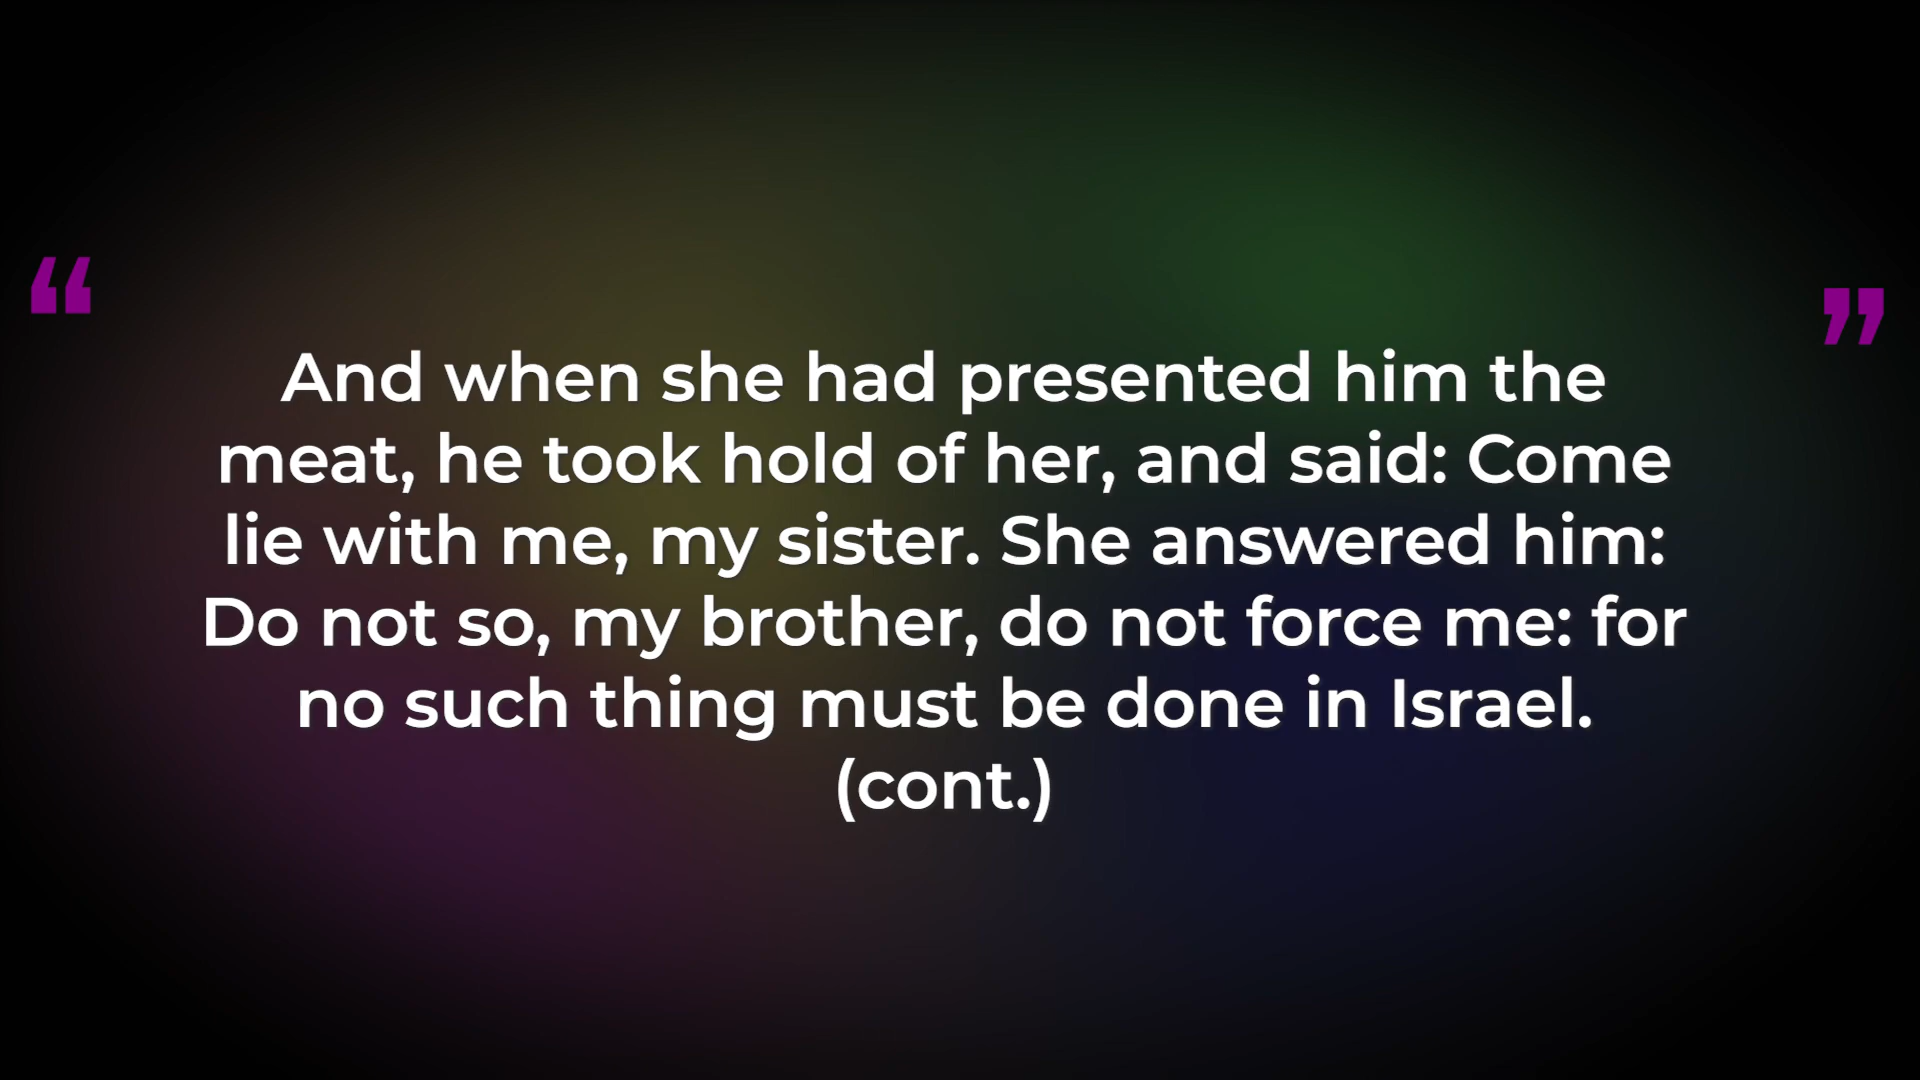 “ ”
And when she had presented him the
meat, he took hold of her, and said: Come
lie with me, my sister. She answered him:
Do not so, my brother, do not force me: for
no such thing must be done in Israel.
(cont.)